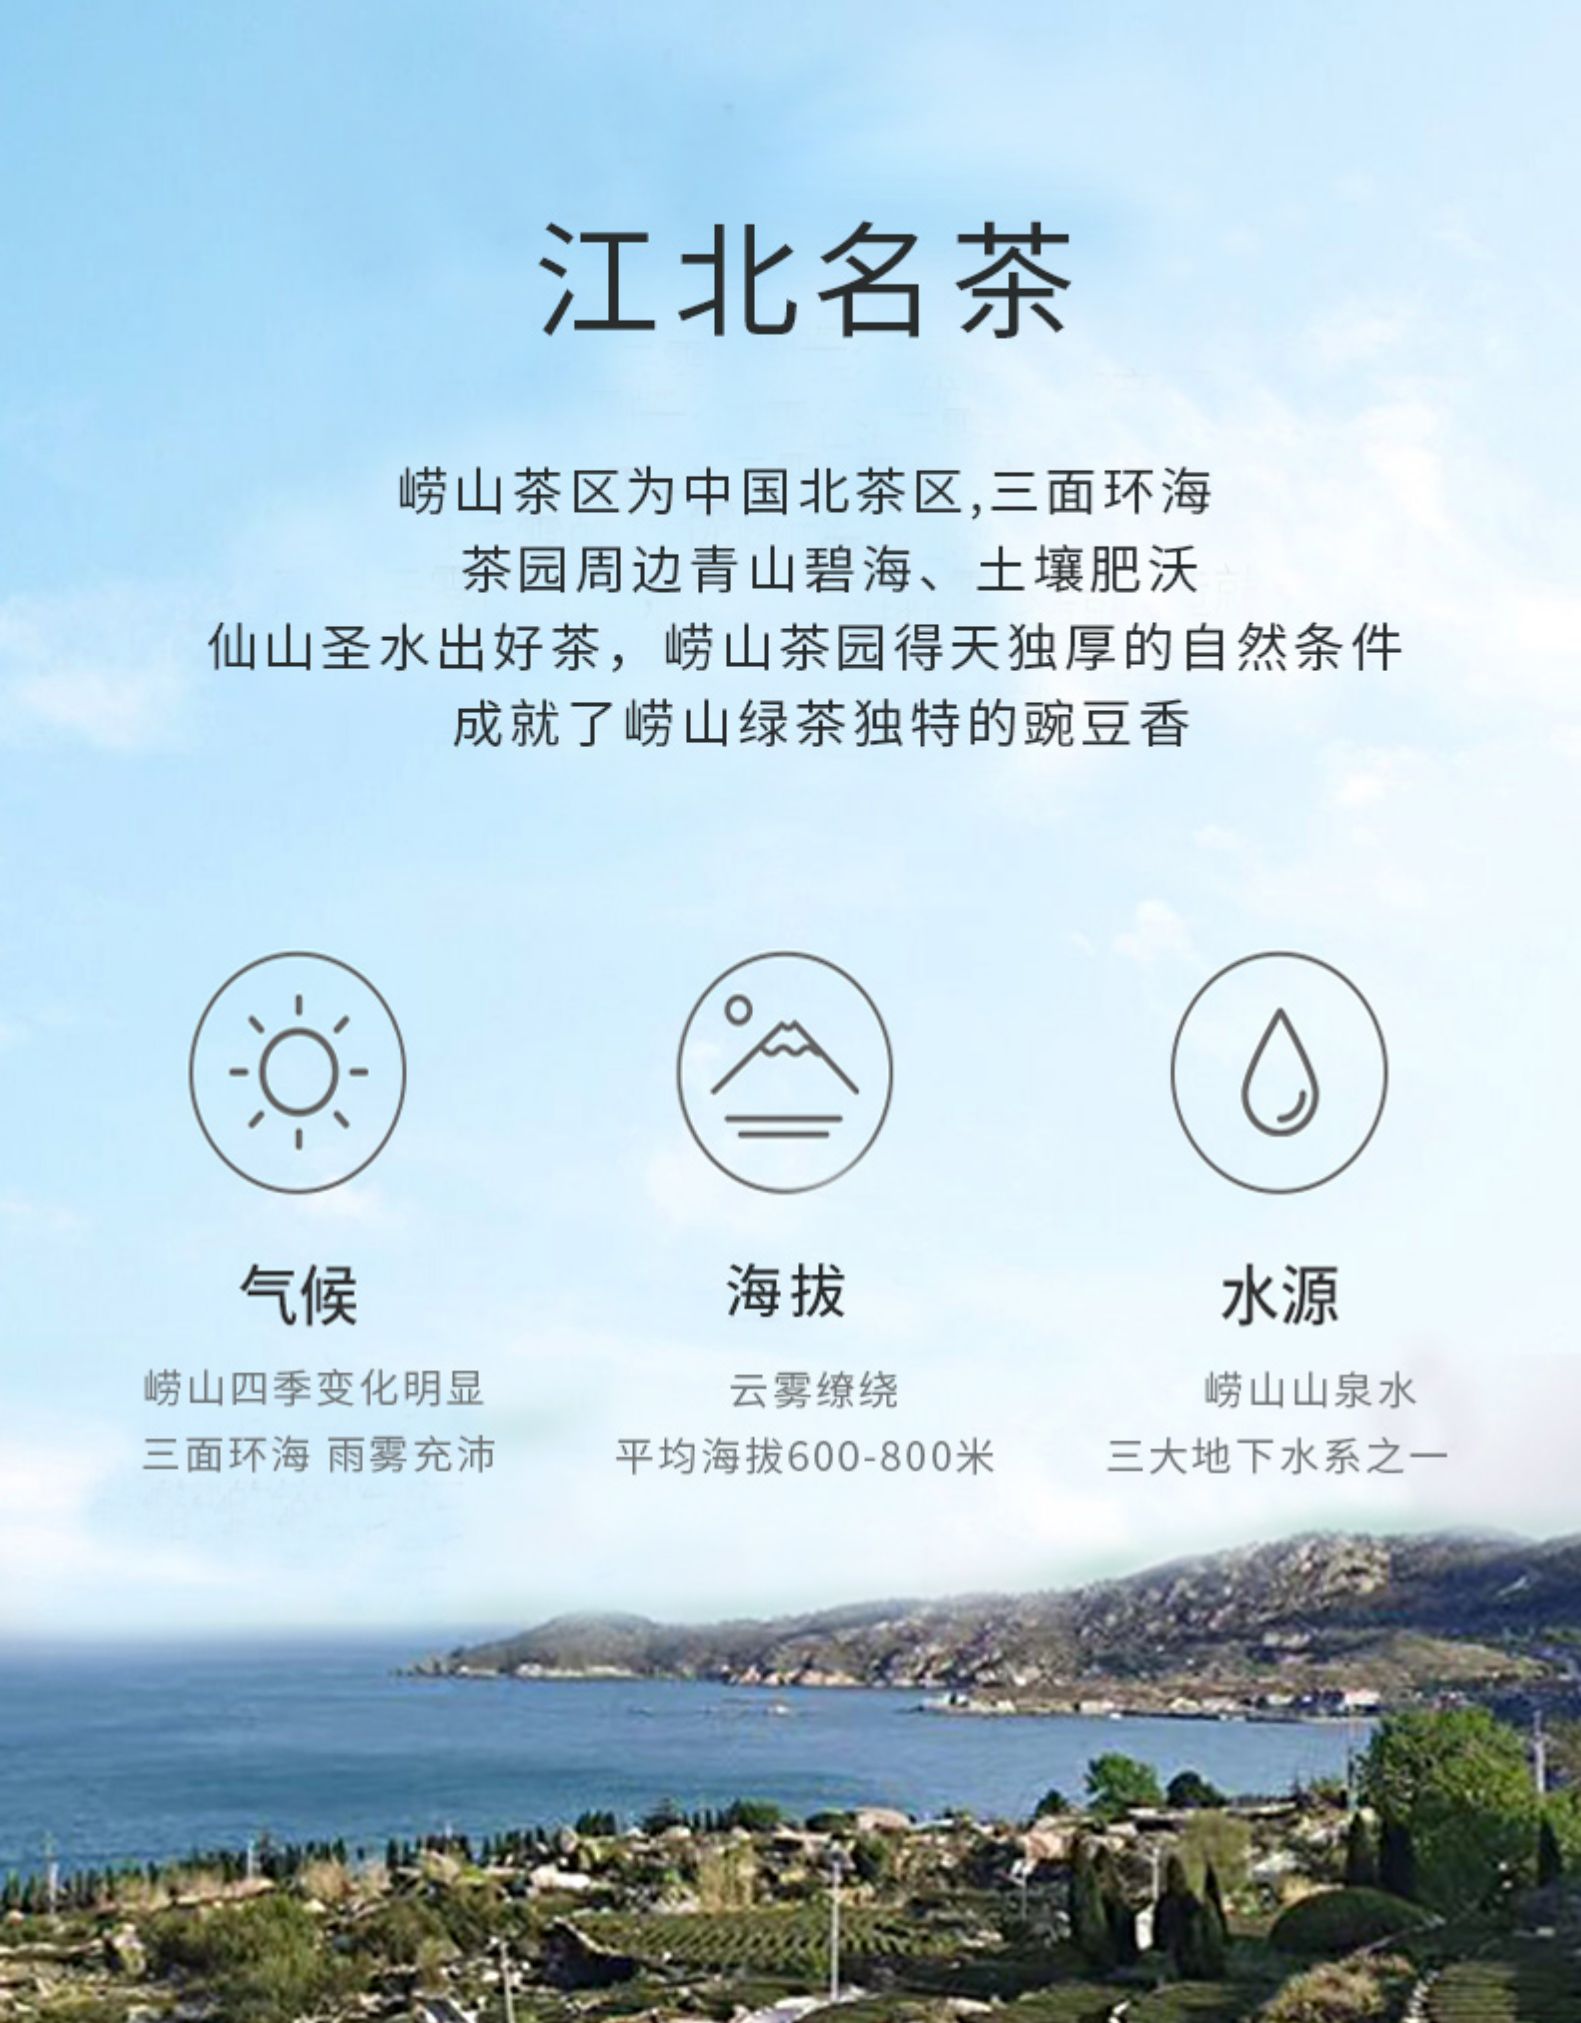 江北名茶
崂山茶区为中国北茶区,三面环海
茶园周边青山碧海、土壤肥沃
仙山圣水出好茶，崂山茶园得天独厚的自然条件
成就了崂山绿茶独特的豌豆香
气候
崂山四季变化明显
三面环海 雨雾充沛
海拔
云雾缭绕
平均海拔600-800米
水源
崂山山泉水
三大地下水系之一